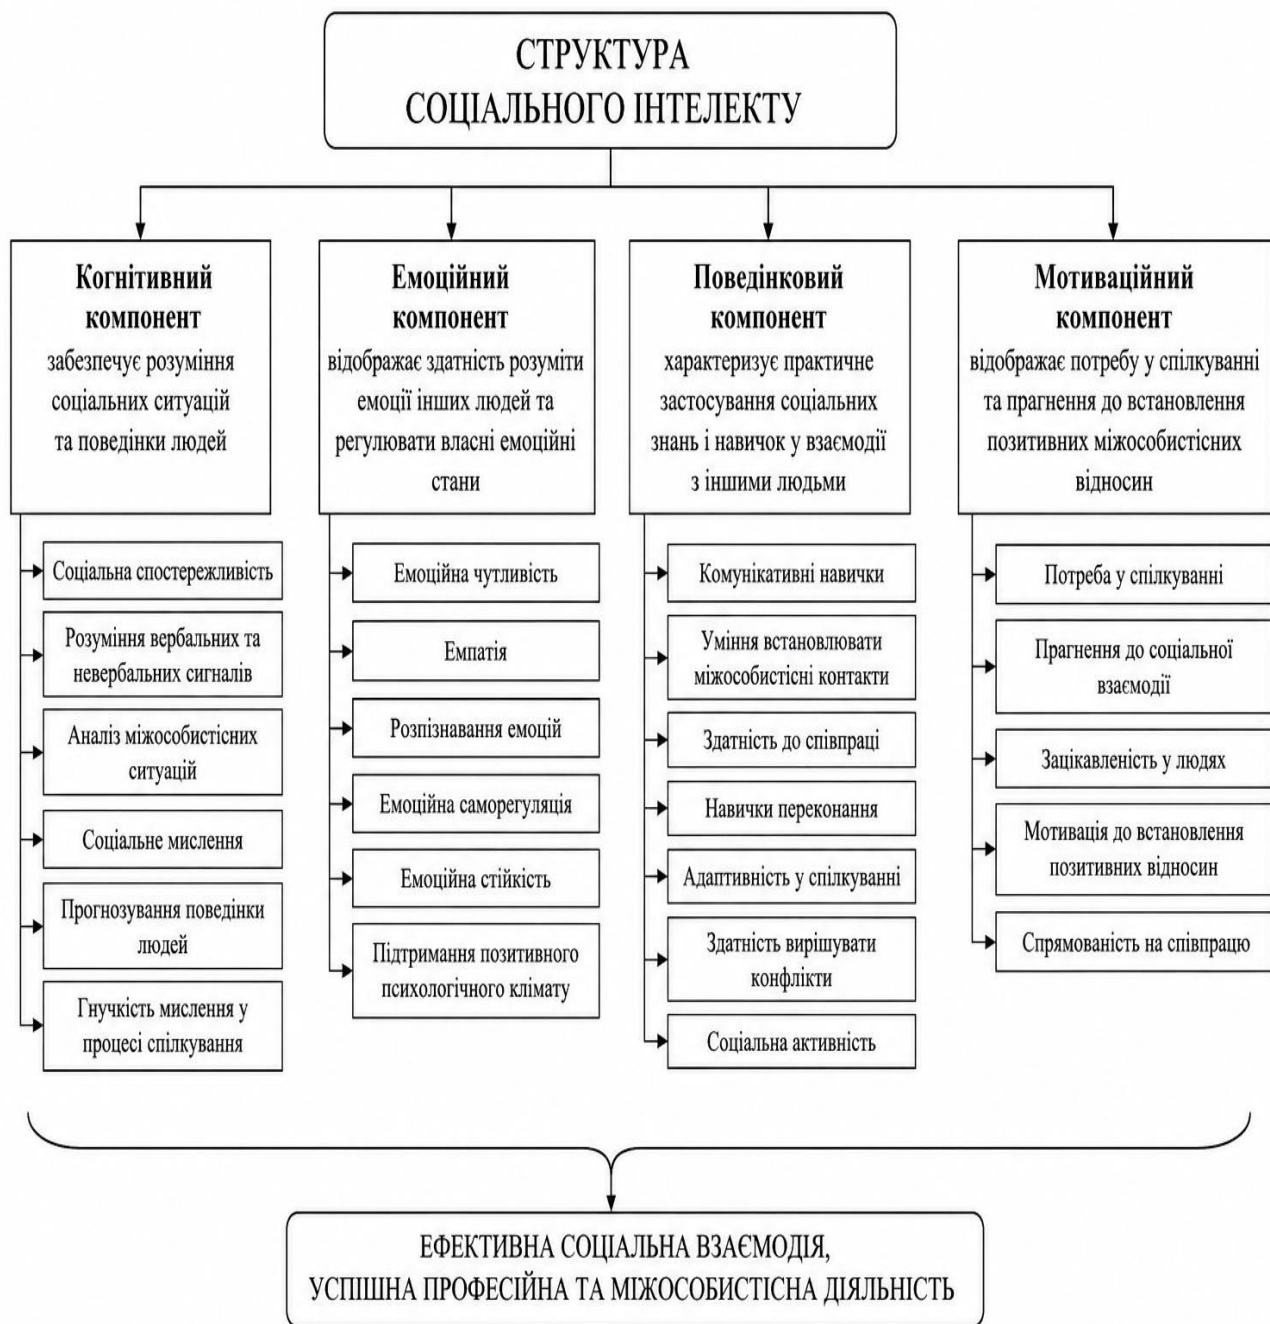 СТРУКТУРА
СОЦІАЛЬНОГО ІНТЕЛЕКТУ
Когнітивний
компонент
забезпечує розуміння
соціальних ситуацій
та поведінки людей
Соціальна спостережливість
Розуміння вербальних та
невербальних сигналів
Аналіз міжособистісних
ситуацій
Соціальне мислення
Прогнозування поведінки
людей
Гнучкість мислення у
процесі спілкування
Емоційний
компонент
відображає здатність розуміти
емоції інших людей та
регулювати власні емоційні
стани
Емоційна чутливість
Емпатія
Розпізнавання емоцій
Емоційна саморегуляція
Емоційна стійкість
Підтримання позитивного
психологічного клімату
Поведінковий
компонент
характеризує практичне
застосування соціальних
знань і навичок у взаємодії
з іншими людьми
Комунікативні навички
Уміння встановлювати
міжособистісні контакти
Здатність до співпраці
Навички переконання
Адаптивність у спілкуванні
Здатність вирішувати
конфлікти
Соціальна активність
Мотиваційний
компонент
відображає потребу у спілкуванні
та прагнення до встановлення
позитивних міжособистісних
відносин
Потреба у спілкуванні
Прагнення до соціальної
взаємодії
Зацікавленість у людях
Мотивація до встановлення
позитивних відносин
Спрямованість на співпрацю
ЕФЕКТИВНА СОЦІАЛЬНА ВЗАЄМОДІЯ,
УСПІШНА ПРОФЕСІЙНА ТА МІЖОСОБИСТІСНА ДІЯЛЬНІСТЬ